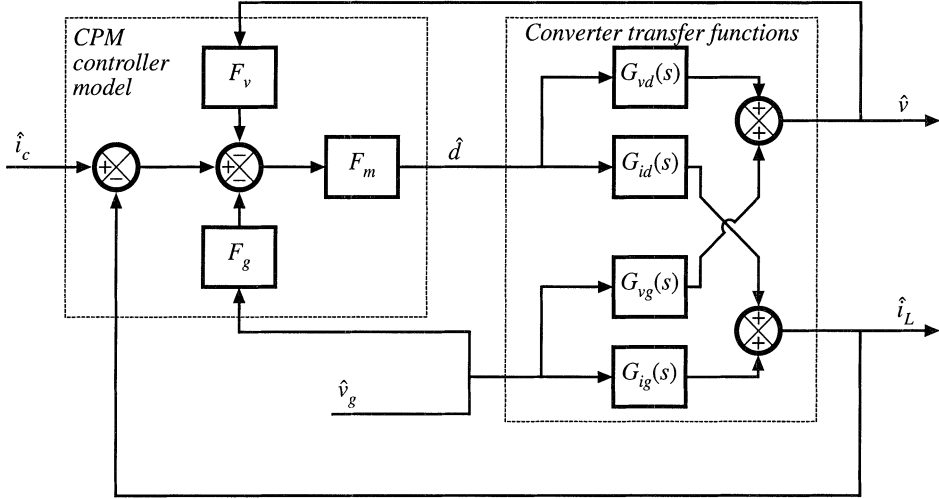 CPM
controller
model
Converter transfer functions
F_v
G_vd(s)
+
+
v̂
î_c
+
−
−
+
−
F_m
d̂
G_id(s)
F_g
G_vg(s)
+
+
î_L
G_ig(s)
v̂_g